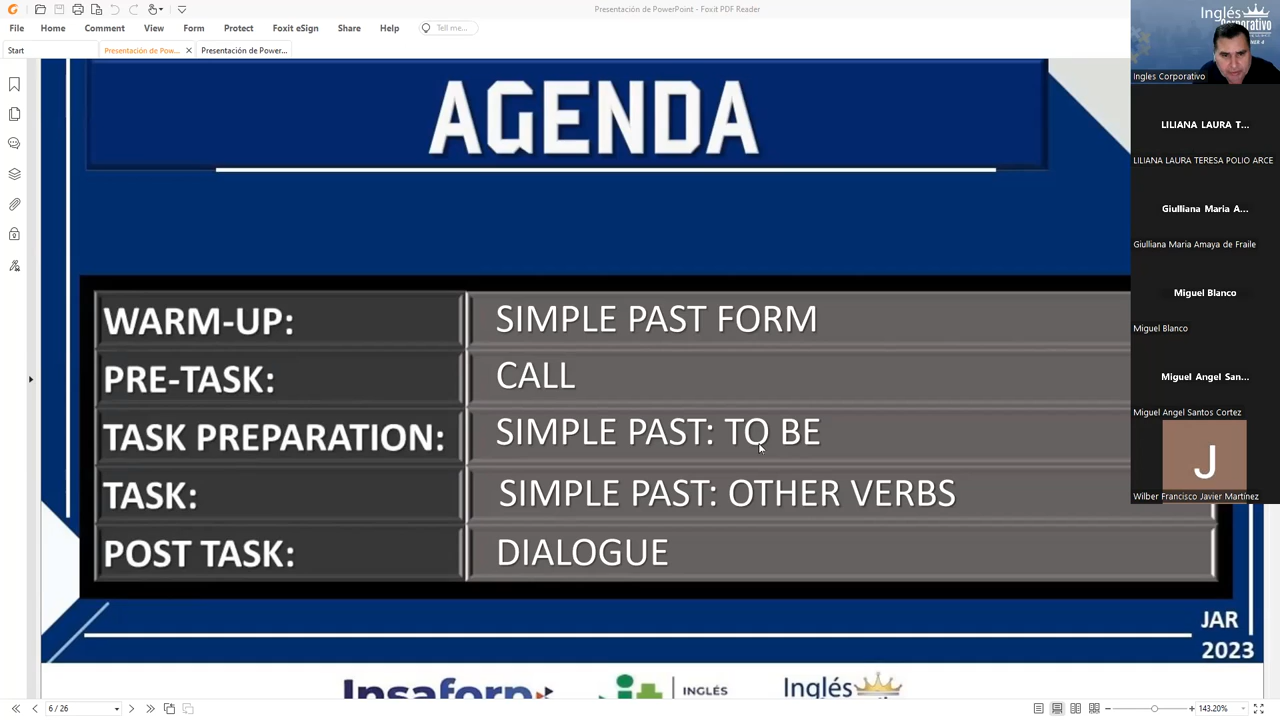 Presentación de PowerPoint - Foxit PDF Reader
File Home Comment View Form Protect Foxit eSign Share Help Tell me...
Start Presentación de Pow... Presentación de Power...
AGENDA
WARM-UP: SIMPLE PAST FORM
PRE-TASK: CALL
TASK PREPARATION: SIMPLE PAST: TO BE
TASK: SIMPLE PAST: OTHER VERBS
POST TASK: DIALOGUE
JAR
2023
Insaforp
INGLÉS
Inglés
6 / 26
143.20%
Inglés
Corporativo
Ingles Corporativo
LILIANA LAURA T...
LILIANA LAURA TERESA POLIO ARCE
Giulliana Maria A...
Giulliana Maria Amaya de Fraile
Miguel Blanco
Miguel Blanco
Miguel Angel San...
Miguel Angel Santos Cortez
J
Wilber Francisco Javier Martínez